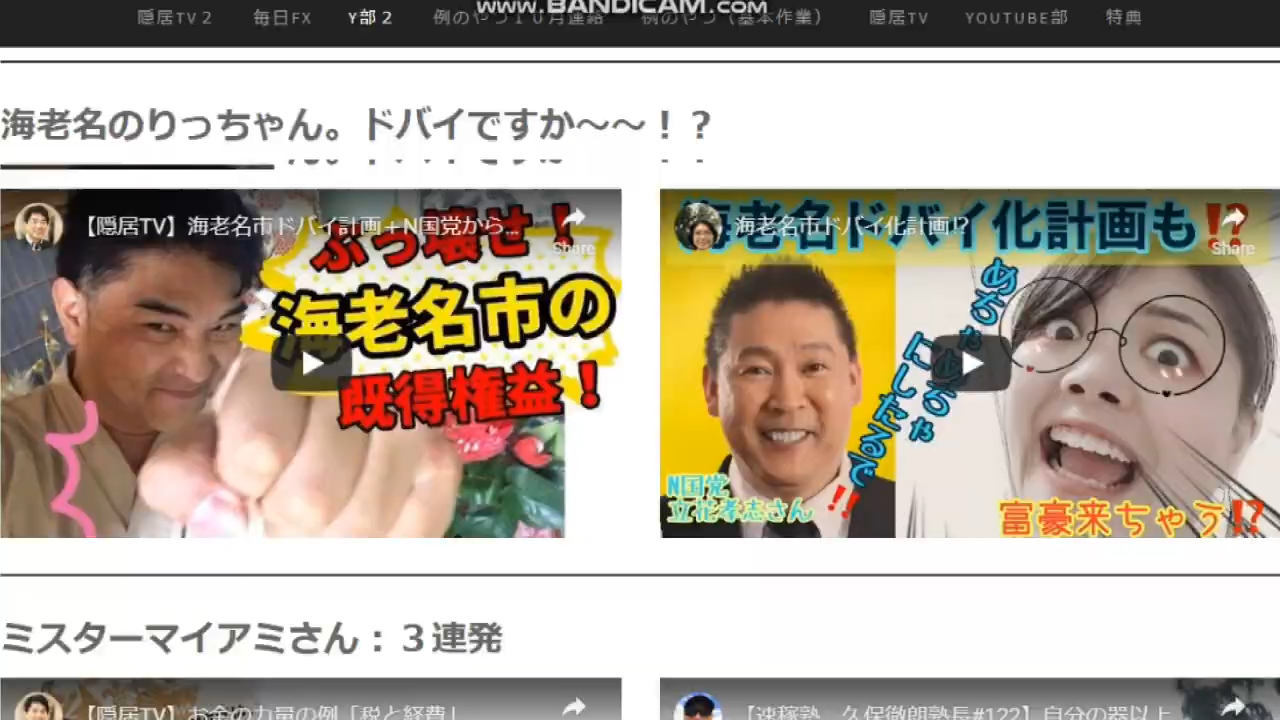 www.BANDICAM.com
隠居TV２
毎日FX
Y部２
例のやつ１０月連絡
例のやつ（基本作業）
隠居TV
YOUTUBE部
特典
海老名のりっちゃん。ドバイですか～～！？
【隠居TV】海老名市ドバイ計画＋N国党から...
Share
ぶっ壊せ！
海老名市の
既得権益！
海老名市ドバイ化計画!?
Share
海老名ドバイ化計画も⁉
めちゃめちゃ
にしたるで‼
N国党
立花孝志さん
富豪来ちゃう⁉
ミスターマイアミさん：３連発
【隠居TV】お金の力量の例「税と経費」
【速稼塾　久保徹朗塾長#122】自分の器以上